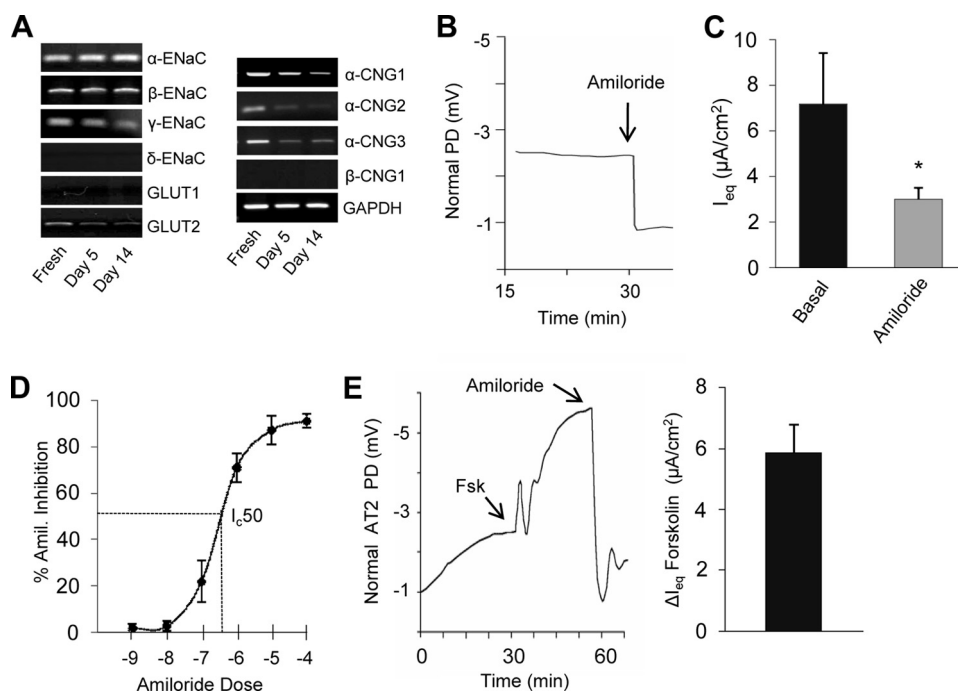 A
α-ENaC
β-ENaC
γ-ENaC
δ-ENaC
GLUT1
GLUT2
Fresh
Day 5
Day 14
α-CNG1
α-CNG2
α-CNG3
β-CNG1
GAPDH
Fresh
Day 5
Day 14
B
Normal PD (mV)
-5
-3
-1
Amiloride
15
30
Time (min)
C
Ieq (µA/cm²)
10
8
6
4
2
0
*
Basal
Amiloride
D
% Amil. Inhibition
100
80
60
40
20
0
Ic50
-9
-8
-7
-6
-5
-4
Amiloride Dose
E
Normal AT2 PD (mV)
-5
-3
-1
Amiloride
Fsk
0
30
60
Time (min)
ΔIeq Forskolin (µA/cm²)
8
6
4
2
0